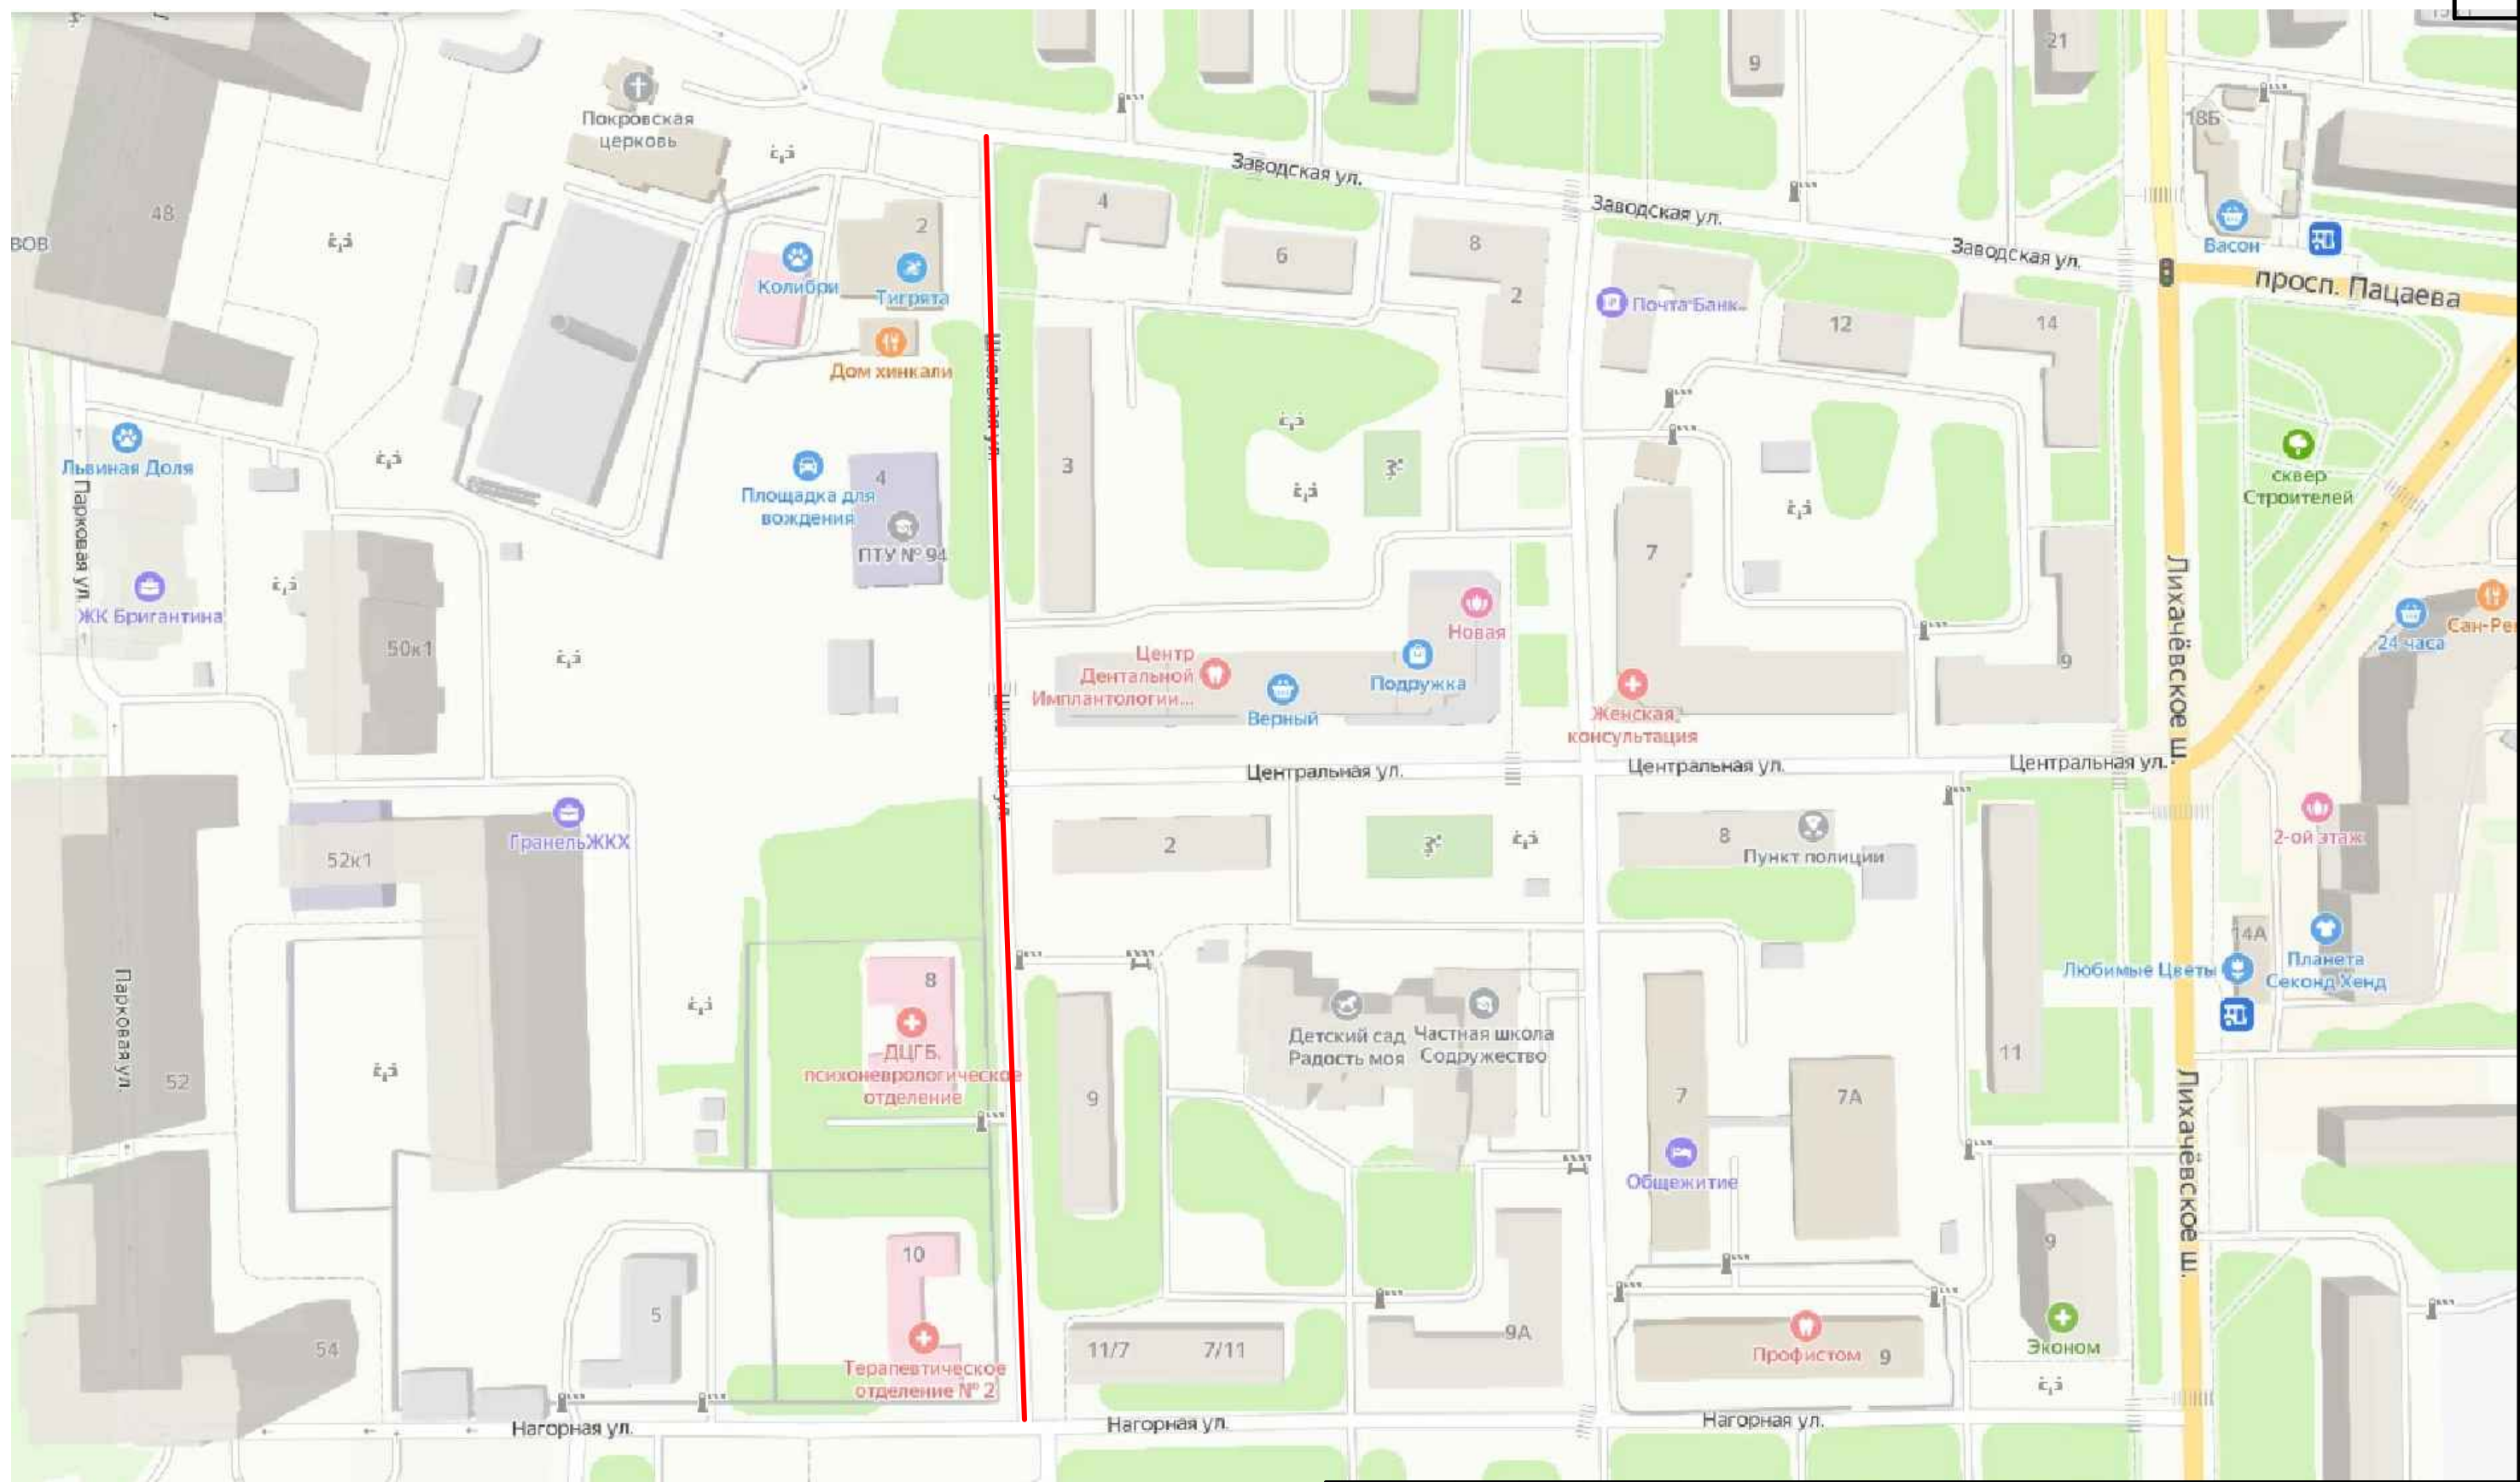 21
9
18Б
Покровская
церковь
Заводская ул.
48
4
2
Заводская ул.
ВОВ
6
8
Заводская ул.
Васон
Колибри
Тигрята
просп. Пацаева
2
Почта Банк
12
14
Дом хинкали
Школьная ул.
Львиная Доля
3
сквер
Строителей
4
Площадка для
вождения
ПТУ № 94
Парковая ул.
7
ЖК Бригантина
50к1
Новая
24 часа
Сан-Ре
Лихачёвское ш.
Центр
Дентальной
Имплантологии...
Подружка
9
Верный
Женская
консультация
Школьная ул.
Центральная ул.
Центральная ул.
Центральная ул.
2-ой этаж
ГранельЖКХ
52к1
2
8
Пункт полиции
14А
8
Любимые Цветы
Планета
Секонд Хенд
Парковая ул.
Детский сад
Радость моя
Частная школа
Содружество
ДЦГБ,
психоневрологическое
отделение
52
9
11
7
7А
Лихачёвское ш.
Общежитие
10
9
5
54
11/7
7/11
9А
Профистом
9
Эконом
Терапевтическое
отделение № 2
Нагорная ул.
Нагорная ул.
Нагорная ул.